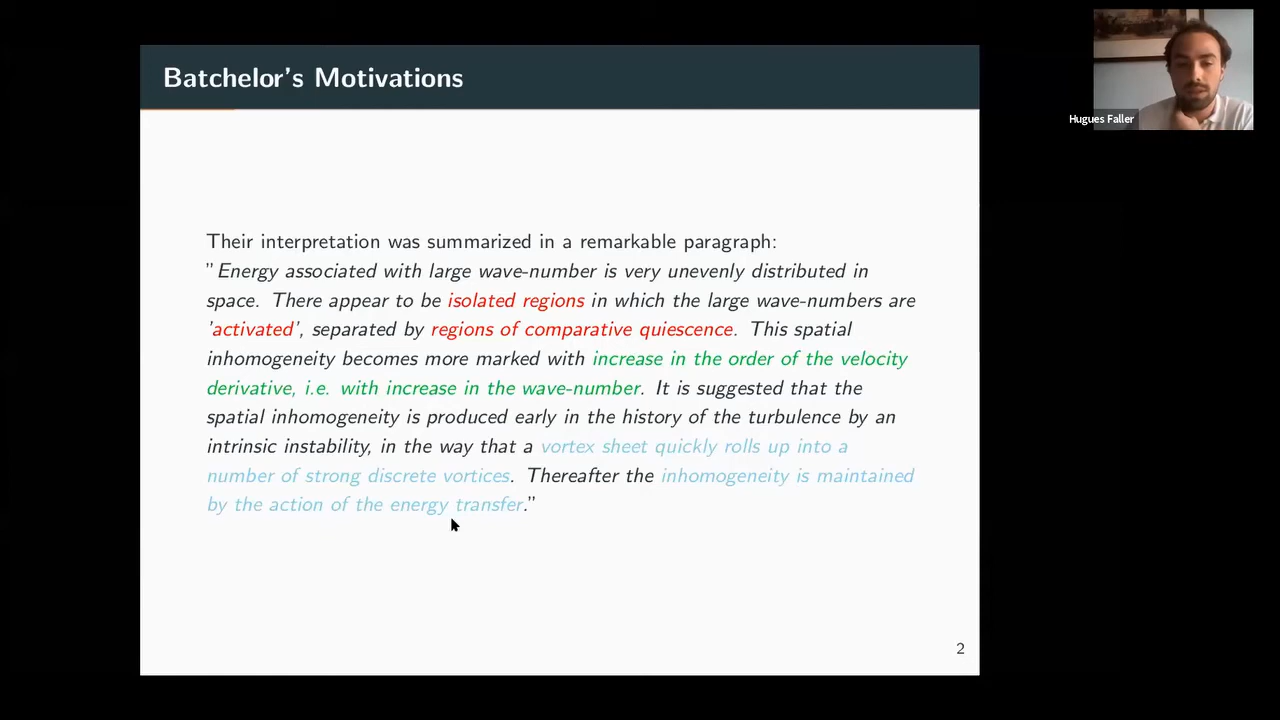 Batchelor's Motivations
Hugues Faller
Their interpretation was summarized in a remarkable paragraph:
"Energy associated with large wave-number is very unevenly distributed in
space. There appear to be isolated regions in which the large wave-numbers are
'activated', separated by regions of comparative quiescence. This spatial
inhomogeneity becomes more marked with increase in the order of the velocity
derivative, i.e. with increase in the wave-number. It is suggested that the
spatial inhomogeneity is produced early in the history of the turbulence by an
intrinsic instability, in the way that a vortex sheet quickly rolls up into a
number of strong discrete vortices. Thereafter the inhomogeneity is maintained
by the action of the energy transfer."
2